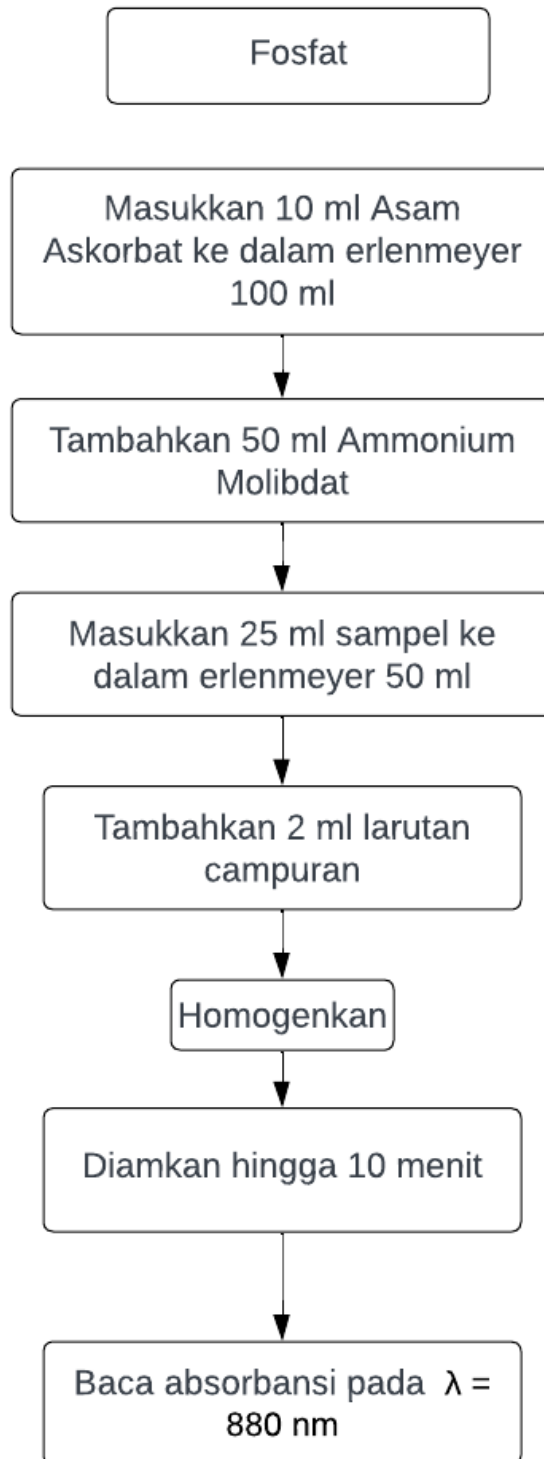 Fosfat
Masukkan 10 ml Asam
Askorbat ke dalam erlenmeyer
100 ml
Tambahkan 50 ml Ammonium
Molibdat
Masukkan 25 ml sampel ke
dalam erlenmeyer 50 ml
Tambahkan 2 ml larutan
campuran
Homogenkan
Diamkan hingga 10 menit
Baca absorbansi pada λ =
880 nm